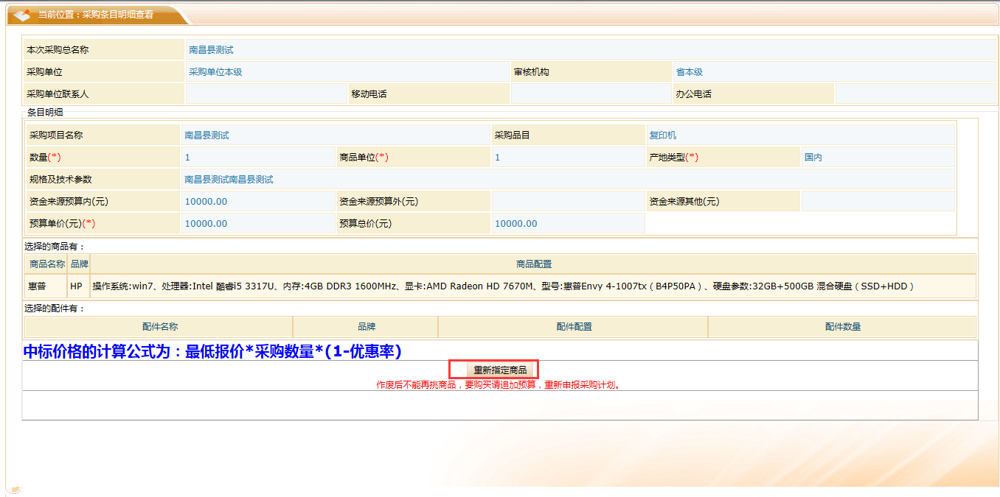 当前位置：采购条目明细查看
本次采购总名称 南昌县测试
采购单位 采购单位本级 审核机构 省本级
采购单位联系人 移动电话 办公电话
条目明细
采购项目名称 南昌县测试 采购品目 复印机
数量(*) 1 商品单位(*) 1 产地类型(*) 国内
规格及技术参数 南昌县测试南昌县测试
资金来源预算内(元) 10000.00 资金来源预算外(元) 资金来源其他(元)
预算单价(元)(*) 10000.00 预算总价(元) 10000.00
选择的商品有：
商品名称 品牌 商品配置
惠普 HP 操作系统:win7、处理器:Intel 酷睿i5 3317U、内存:4GB DDR3 1600MHz、显卡:AMD Radeon HD 7670M、型号:惠普Envy 4-1007tx（B4P50PA）、硬盘参数:32GB+500GB 混合硬盘（SSD+HDD）
选择的配件有：
配件名称 品牌 配件配置 配件数量
中标价格的计算公式为：最低报价*采购数量*(1-优惠率)
重新指定商品
作废后不能再挑商品，要购买请追加预算，重新申报采购计划。